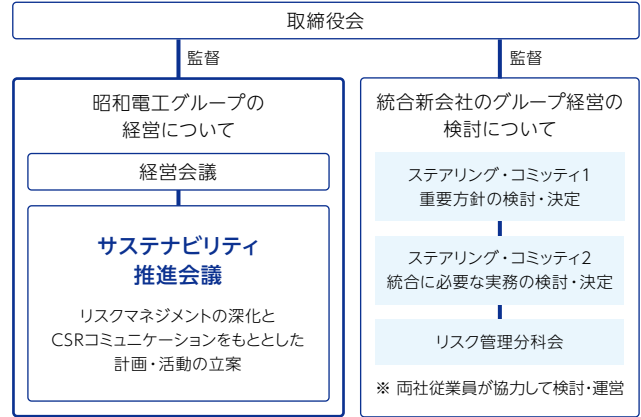 取締役会
監督
監督
昭和電工グループの
経営について
経営会議
サステナビリティ
推進会議
リスクマネジメントの深化と
CSRコミュニケーションをもととした
計画・活動の立案
統合新会社のグループ経営の
検討について
ステアリング・コミッティ1
重要方針の検討・決定
ステアリング・コミッティ2
統合に必要な実務の検討・決定
リスク管理分科会
※ 両社従業員が協力して検討・運営